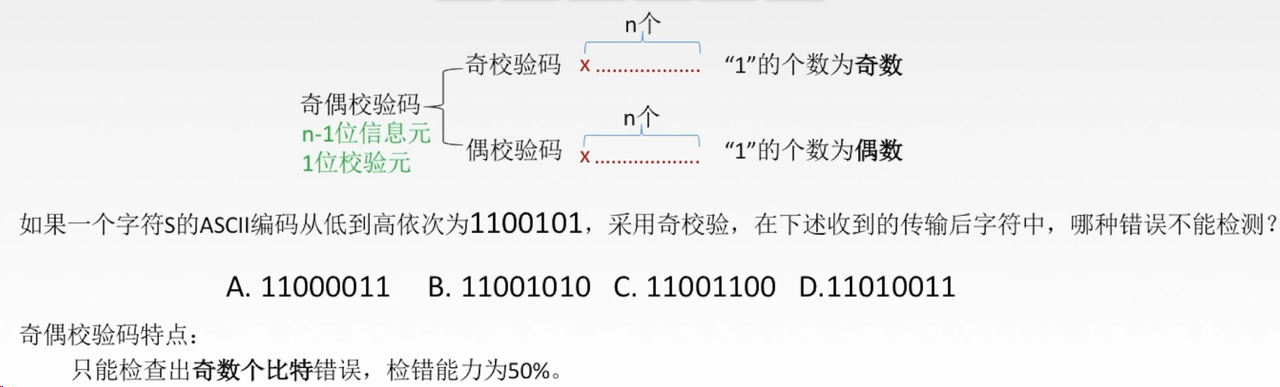 n个
奇校验码 x.................... “1”的个数为奇数
奇偶校验码
n-1位信息元
1位校验元
n个
偶校验码 x.................... “1”的个数为偶数
如果一个字符S的ASCII编码从低到高依次为1100101，采用奇校验，在下述收到的传输后字符中，哪种错误不能检测？
A. 11000011 B. 11001010 C. 11001100 D.11010011
奇偶校验码特点：
只能检查出奇数个比特错误，检错能力为50%。